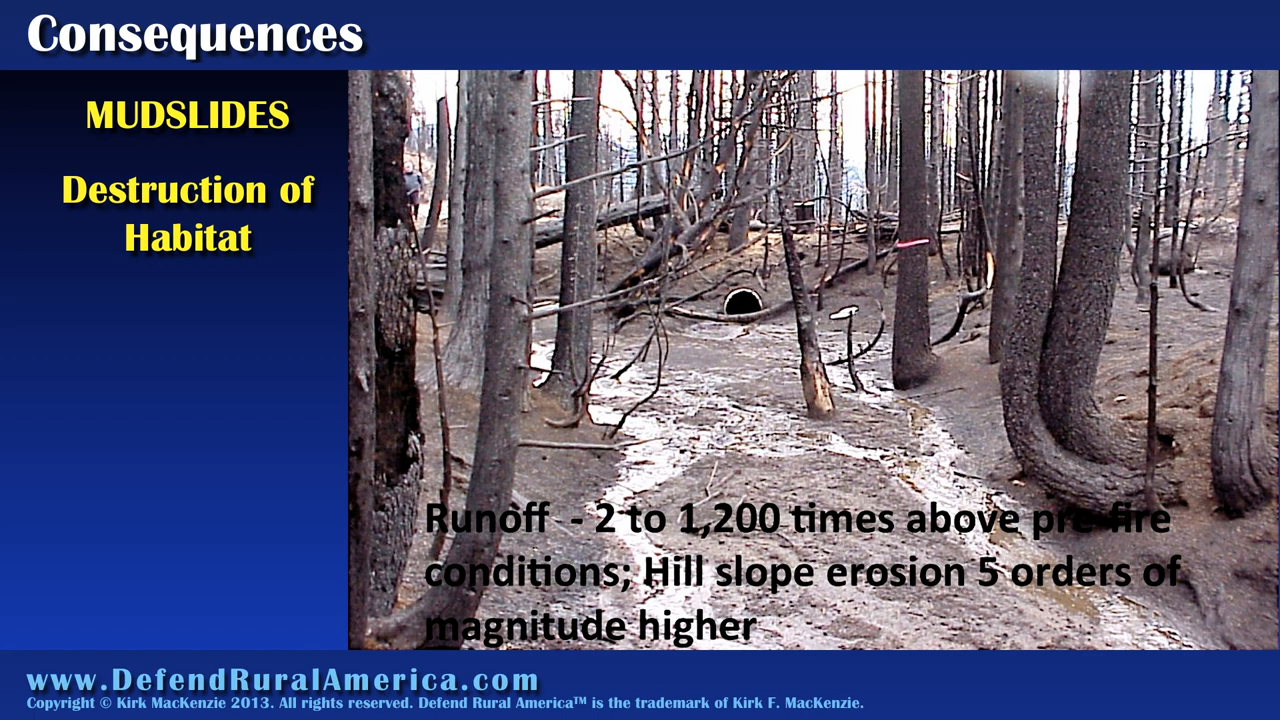 Consequences
MUDSLIDES
Destruction of
Habitat
Runoff - 2 to 1,200 times above pre-fire
conditions; Hill slope erosion 5 orders of
magnitude higher
www.DefendRuralAmerica.com
Copyright © Kirk MacKenzie 2013. All rights reserved. Defend Rural America™ is the trademark of Kirk F. MacKenzie.